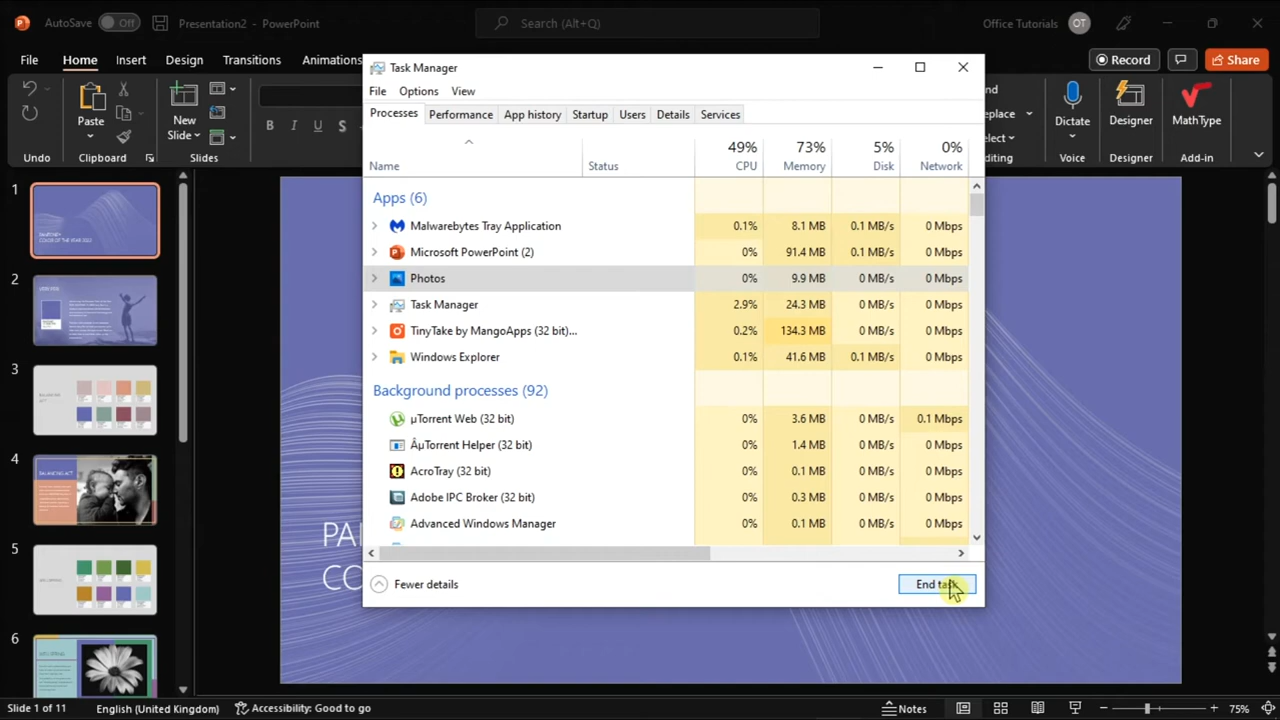 AutoSave Off Presentation2 - PowerPoint Search (Alt+Q) Office Tutorials OT
File Home Insert Design Transitions Animations Record Share
Paste New Slide Dictate Designer MathType
Undo Clipboard Slides Voice Designer Add-in
Task Manager
File Options View
Processes Performance App history Startup Users Details Services
49% 73% 5% 0%
Name Status CPU Memory Disk Network
Apps (6)
Malwarebytes Tray Application 0.1% 8.1 MB 0.1 MB/s 0 Mbps
Microsoft PowerPoint (2) 0% 91.4 MB 0.1 MB/s 0 Mbps
Photos 0% 9.9 MB 0 MB/s 0 Mbps
Task Manager 2.9% 24.3 MB 0 MB/s 0 Mbps
TinyTake by MangoApps (32 bit)... 0.2% 134.3 MB 0 MB/s 0 Mbps
Windows Explorer 0.1% 41.6 MB 0.1 MB/s 0 Mbps
Background processes (92)
µTorrent Web (32 bit) 0% 3.6 MB 0 MB/s 0.1 Mbps
ÂµTorrent Helper (32 bit) 0% 1.4 MB 0 MB/s 0 Mbps
AcroTray (32 bit) 0% 0.1 MB 0 MB/s 0 Mbps
Adobe IPC Broker (32 bit) 0% 0.3 MB 0 MB/s 0 Mbps
Advanced Windows Manager 0% 0.1 MB 0 MB/s 0 Mbps
Fewer details End task
1
2
3
4
5
6
PA
CO
Slide 1 of 11 English (United Kingdom) Accessibility: Good to go Notes 75%